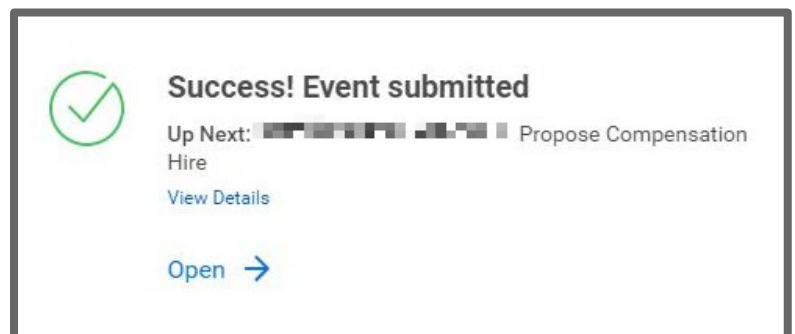 Success! Event submitted
Up Next: Propose Compensation
Hire
View Details
Open